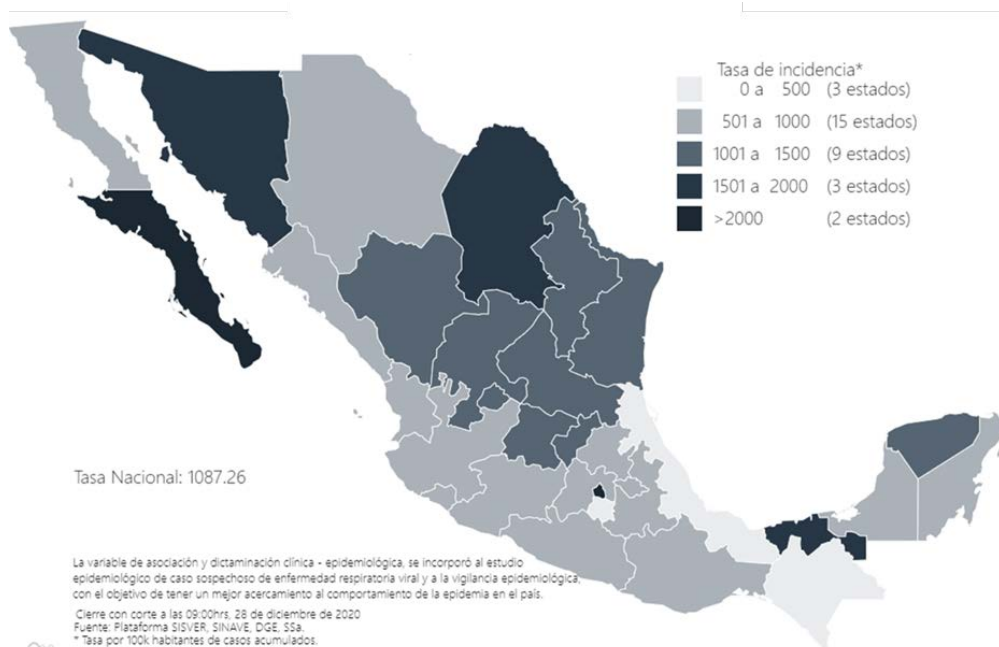 Tasa de incidencia*
0 a 500 (3 estados)
501 a 1000 (15 estados)
1001 a 1500 (9 estados)
1501 a 2000 (3 estados)
>2000 (2 estados)
Tasa Nacional: 1087.26
La variable de asociación y dictaminación clínica - epidemiológica, se incorporó al estudio
epidemiológico de caso sospechoso de enfermedad respiratoria viral y a la vigilancia epidemiológica,
con el objetivo de tener un mejor acercamiento al comportamiento de la epidemia en el país.
Cierre con corte a las 09:00hrs, 28 de diciembre de 2020
Fuente: Plataforma SISVER, SINAVE, DGE, SSa.
* Tasa por 100k habitantes de casos acumulados.